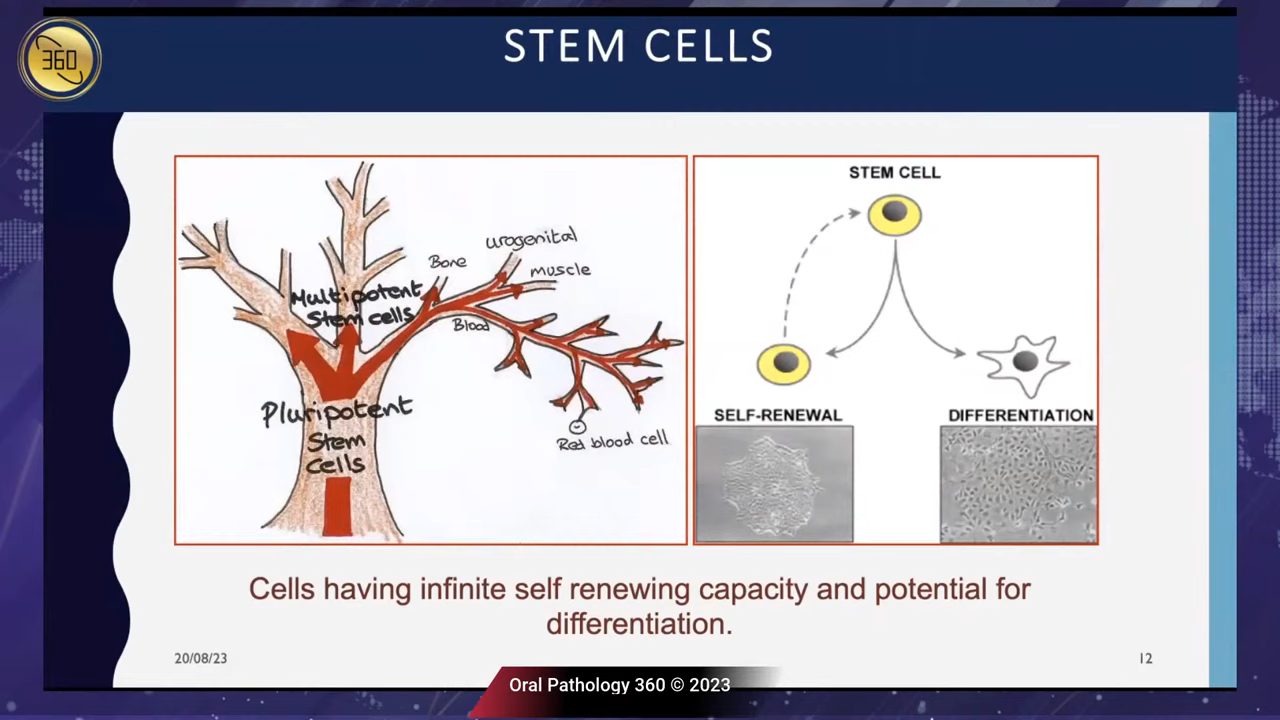 360
STEM CELLS
Bone
urogenital
muscle
Multipotent
Stem cells
Blood
Pluripotent
Stem
Cells
Red blood cell
STEM CELL
SELF-RENEWAL
DIFFERENTIATION
Cells having infinite self renewing capacity and potential for
differentiation.
20/08/23
12
Oral Pathology 360 © 2023